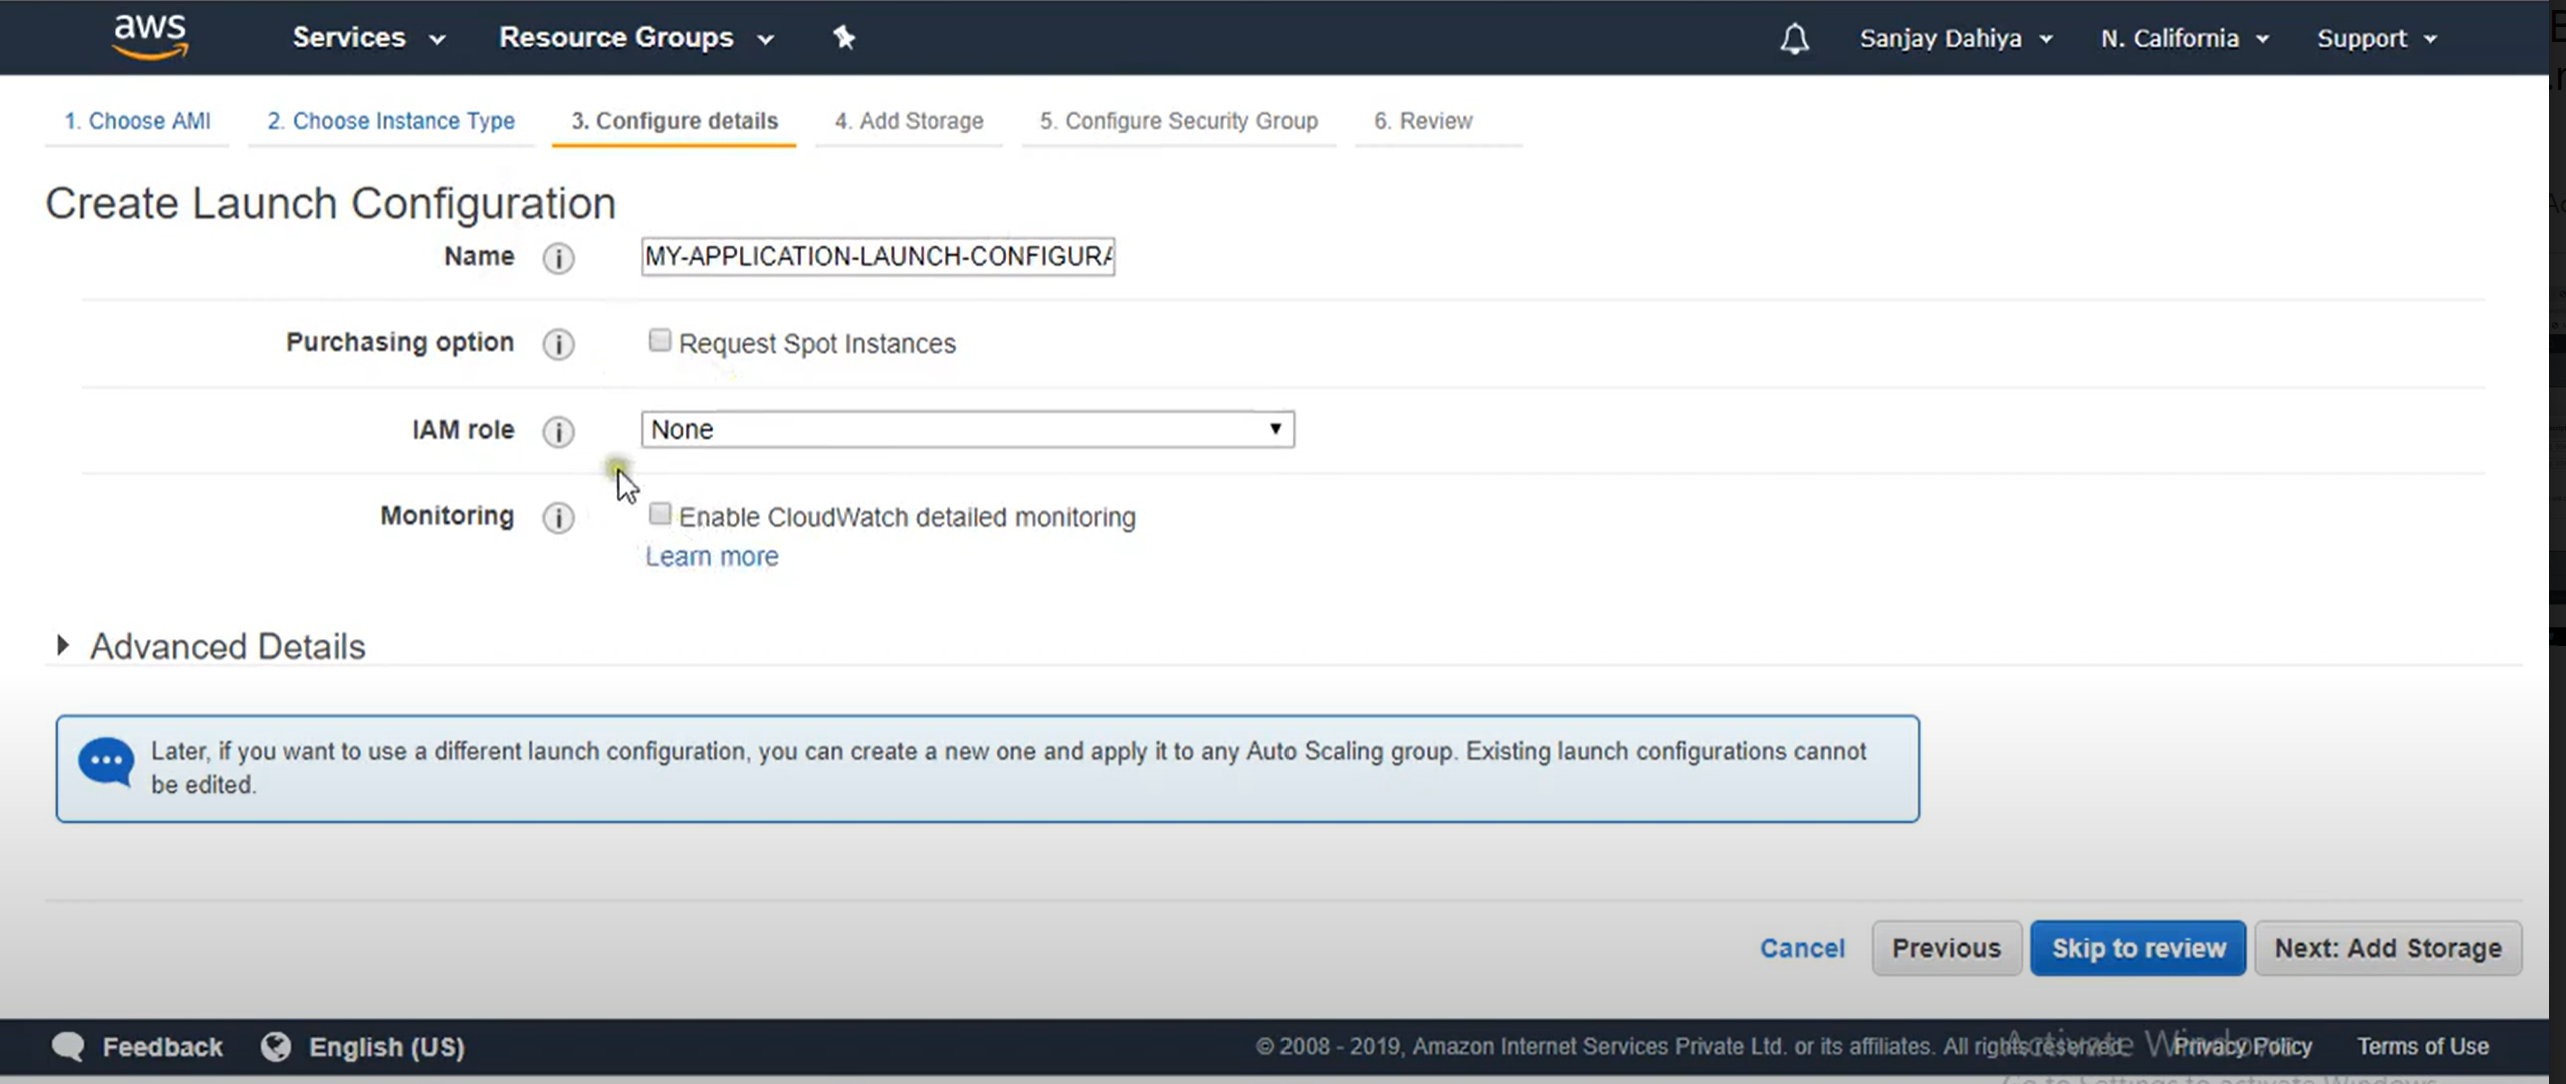 aws Services Resource Groups Sanjay Dahiya N. California Support
1. Choose AMI 2. Choose Instance Type 3. Configure details 4. Add Storage 5. Configure Security Group 6. Review
Create Launch Configuration
Name i MY-APPLICATION-LAUNCH-CONFIGURA
Purchasing option i Request Spot Instances
IAM role i None
Monitoring i Enable CloudWatch detailed monitoring
Learn more
Advanced Details
Later, if you want to use a different launch configuration, you can create a new one and apply it to any Auto Scaling group. Existing launch configurations cannot
be edited.
Cancel Previous Skip to review Next: Add Storage
Feedback English (US) © 2008 - 2019, Amazon Internet Services Private Ltd. or its affiliates. All rights reserved. Privacy Policy Terms of Use
Activate Windows
Go to Settings to activate Windows.